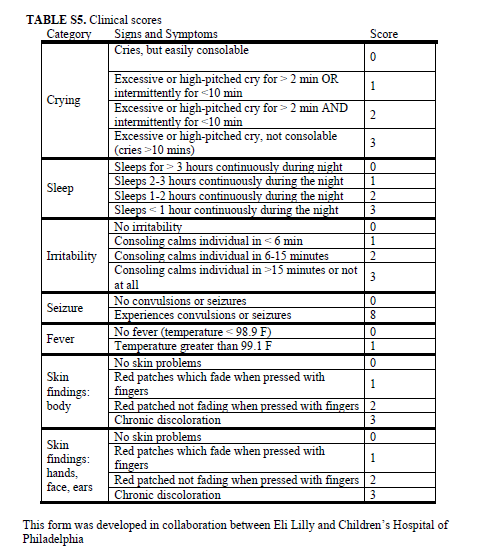 TABLE S5. Clinical scores
Category Signs and Symptoms Score
Crying
Cries, but easily consolable 0
Excessive or high-pitched cry for > 2 min OR
intermittently for <10 min 1
Excessive or high-pitched cry for > 2 min AND
intermittently for <10 min 2
Excessive or high-pitched cry, not consolable
(cries >10 mins) 3
Sleep
Sleeps for > 3 hours continuously during night 0
Sleeps 2-3 hours continuously during the night 1
Sleeps 1-2 hours continuously during the night 2
Sleeps < 1 hour continuously during the night 3
Irritability
No irritability 0
Consoling calms individual in < 6 min 1
Consoling calms individual in 6-15 minutes 2
Consoling calms individual in >15 minutes or not
at all 3
Seizure
No convulsions or seizures 0
Experiences convulsions or seizures 8
Fever
No fever (temperature < 98.9 F) 0
Temperature greater than 99.1 F 1
Skin
findings:
body
No skin problems 0
Red patches which fade when pressed with
fingers 1
Red patched not fading when pressed with fingers 2
Chronic discoloration 3
Skin
findings:
hands,
face, ears
No skin problems 0
Red patches which fade when pressed with
fingers 1
Red patched not fading when pressed with fingers 2
Chronic discoloration 3
This form was developed in collaboration between Eli Lilly and Children’s Hospital of
Philadelphia